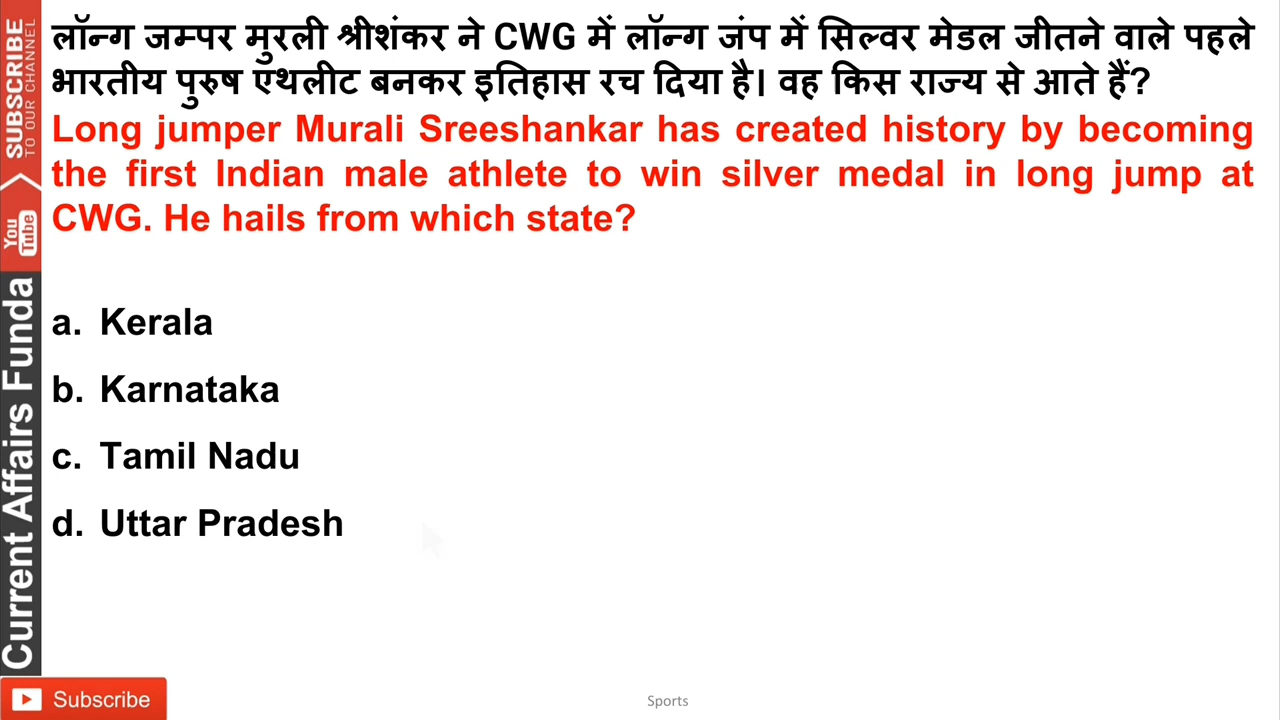 लॉन्ग जम्पर मुरली श्रीशंकर ने CWG में लॉन्ग जंप में सिल्वर मेडल जीतने वाले पहले
भारतीय पुरुष एथलीट बनकर इतिहास रच दिया है। वह किस राज्य से आते हैं?
Long jumper Murali Sreeshankar has created history by becoming
the first Indian male athlete to win silver medal in long jump at
CWG. He hails from which state?
a. Kerala
b. Karnataka
c. Tamil Nadu
d. Uttar Pradesh
SUBSCRIBE
TO OUR CHANNEL
You
Tube
Current Affairs Funda
Subscribe
Sports